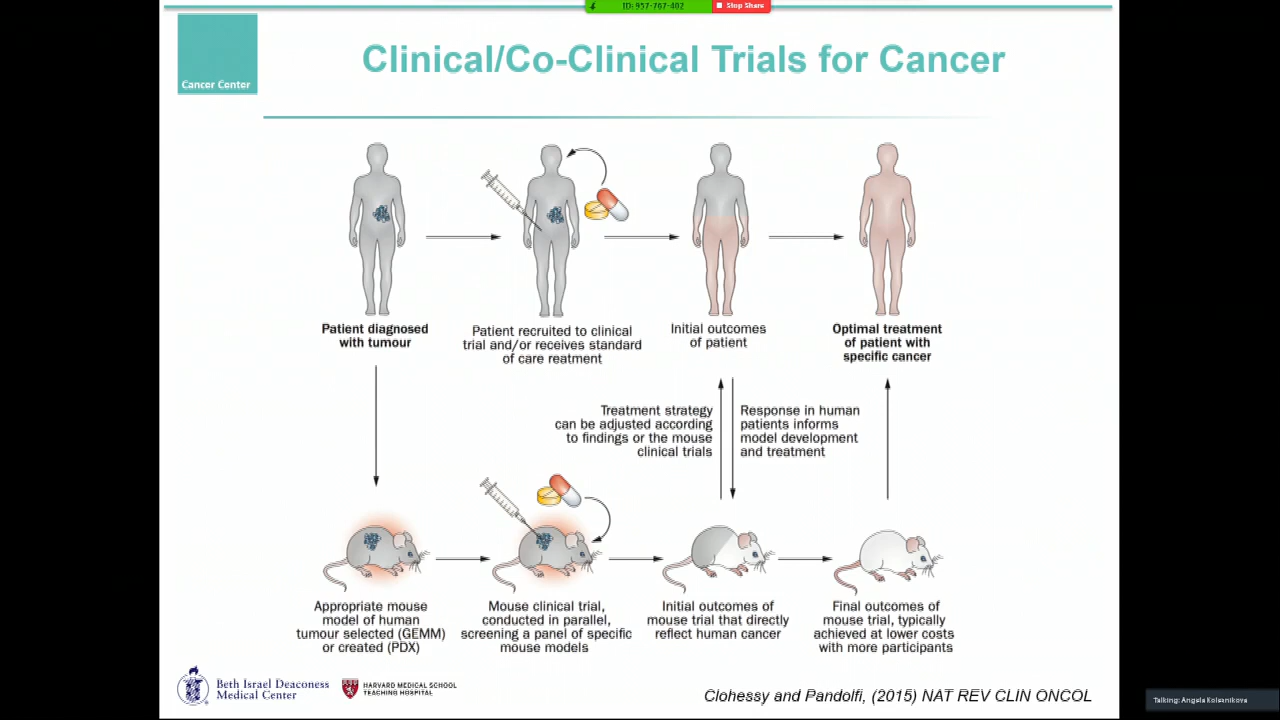 ID: 957-767-402
Stop Share
Cancer Center
Clinical/Co-Clinical Trials for Cancer
Patient diagnosed
with tumour
Patient recruited to clinical
trial and/or receives standard
of care reatment
Initial outcomes
of patient
Optimal treatment
of patient with
specific cancer
Treatment strategy
can be adjusted according
to findings or the mouse
clinical trials
Response in human
patients informs
model development
and treatment
Appropriate mouse
model of human
tumour selected (GEMM)
or created (PDX)
Mouse clinical trial,
conducted in parallel,
screening a panel of specific
mouse models
Initial outcomes of
mouse trial that directly
reflect human cancer
Final outcomes of
mouse trial, typically
achieved at lower costs
with more participants
Beth Israel Deaconess
Medical Center
HARVARD MEDICAL SCHOOL
TEACHING HOSPITAL
Clohessy and Pandolfi, (2015) NAT REV CLIN ONCOL
Talking: Angela Kolesnikova